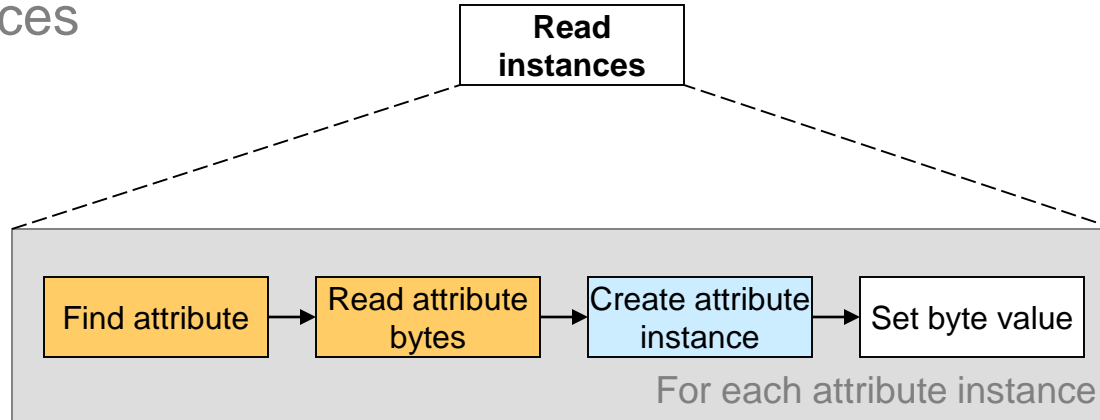 ces
Read
instances
Find attribute
Read attribute
bytes
Create attribute
instance
Set byte value
For each attribute instance